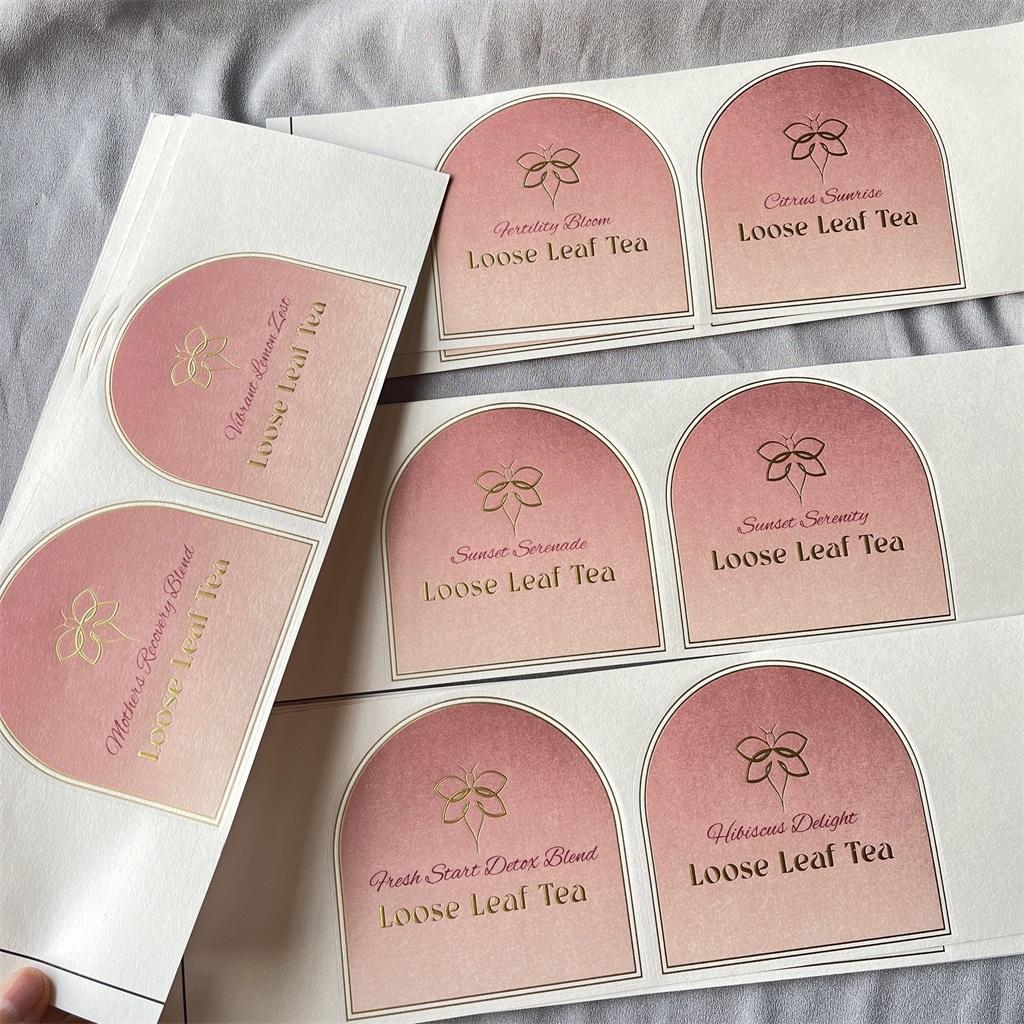 Fertility Bloom
Loose Leaf Tea
Citrus Sunrise
Loose Leaf Tea
Vibrant Lemon Zest
Loose Leaf Tea
Mothers Recovery Blend
Loose Leaf Tea
Sunset Serenade
Loose Leaf Tea
Sunset Serenity
Loose Leaf Tea
Fresh Start Detox Blend
Loose Leaf Tea
Hibiscus Delight
Loose Leaf Tea